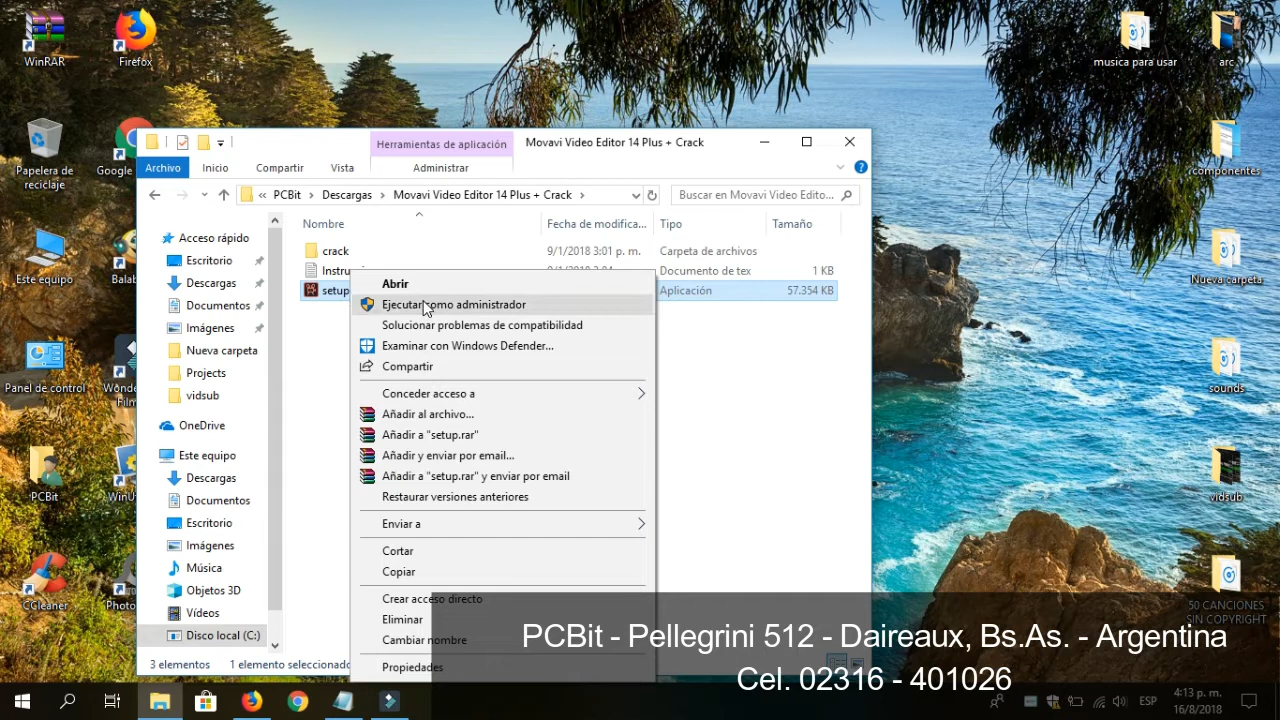 WinRAR
Firefox
musica para usar
arc
Papelera de
reciclaje
Google
componentes
Este equipo
Balab
Nueva carpeta
Panel de control
Film
sounds
PCBit
WinU
vidsub
CCleaner
Photo
50 CANCIONES
SIN COPYRIGHT
Herramientas de aplicación
Movavi Video Editor 14 Plus + Crack
Archivo
Inicio
Compartir
Vista
Administrar
« PCBit > Descargas > Movavi Video Editor 14 Plus + Crack >
Buscar en Movavi Video Edito...
Nombre
Fecha de modifica...
Tipo
Tamaño
Acceso rápido
Escritorio
Descargas
Documentos
Imágenes
Nueva carpeta
Projects
vidsub
OneDrive
Este equipo
Descargas
Documentos
Escritorio
Imágenes
Música
Objetos 3D
Vídeos
Disco local (C:)
crack
9/1/2018 3:01 p. m.
Carpeta de archivos
Documento de tex
1 KB
setup
Aplicación
57.354 KB
Abrir
Ejecutar como administrador
Solucionar problemas de compatibilidad
Examinar con Windows Defender...
Compartir
Conceder acceso a
Añadir al archivo...
Añadir a "setup.rar"
Añadir y enviar por email...
Añadir a "setup.rar" y enviar por email
Restaurar versiones anteriores
Enviar a
Cortar
Copiar
Crear acceso directo
Eliminar
Cambiar nombre
Propiedades
3 elementos
1 elemento seleccionado
PCBit - Pellegrini 512 - Daireaux, Bs.As. - Argentina
Cel. 02316 - 401026
ESP
4:13 p. m.
16/8/2018